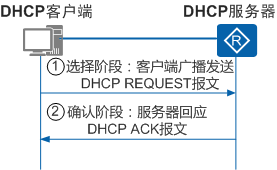 DHCP客户端
DHCP服务器
R
①选择阶段：客户端广播发送
DHCP REQUEST报文
②确认阶段：服务器回应
DHCP ACK报文